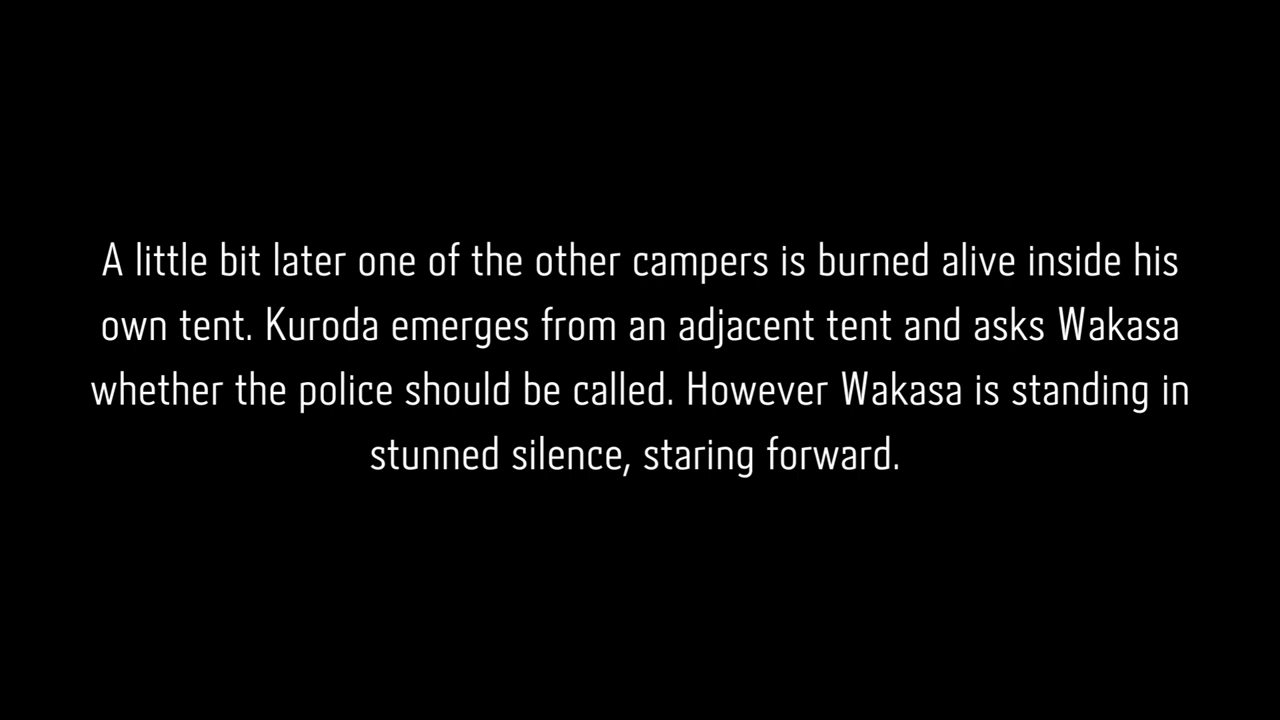 A little bit later one of the other campers is burned alive inside his
own tent. Kuroda emerges from an adjacent tent and asks Wakasa
whether the police should be called. However Wakasa is standing in
stunned silence, staring forward.